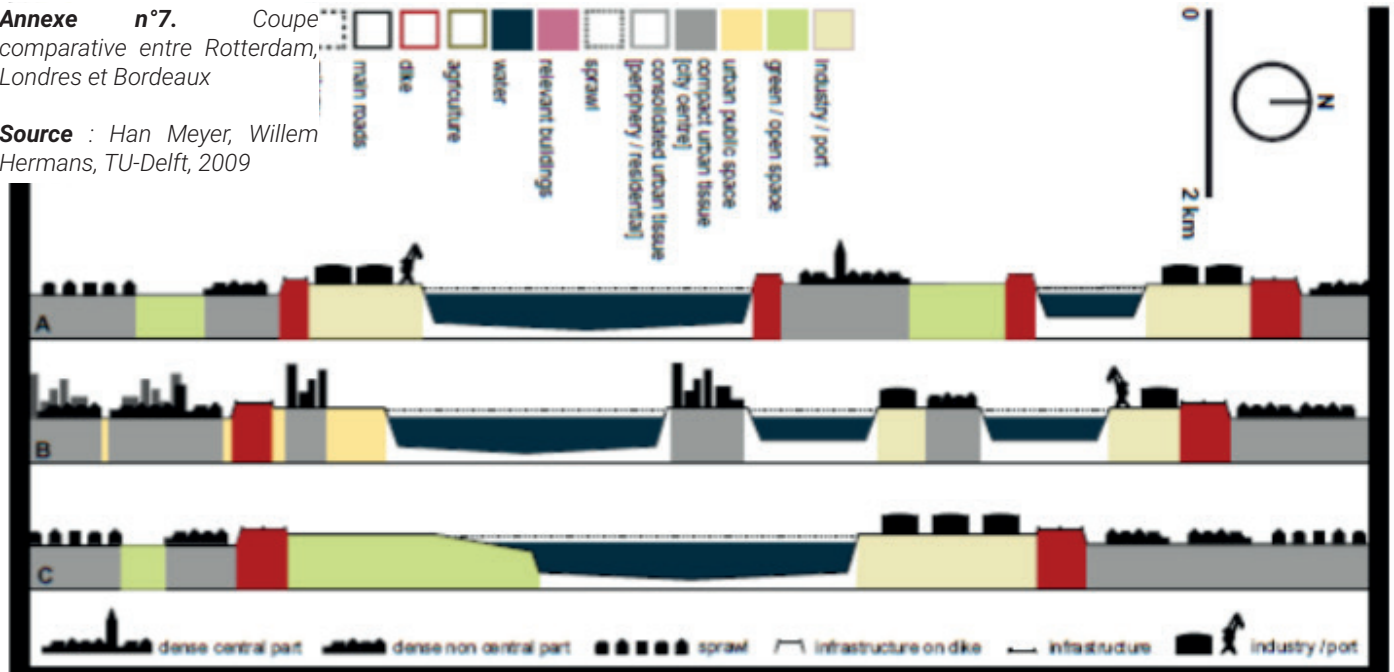 Annexe n°7. Coupe
comparative entre Rotterdam,
Londres et Bordeaux
Source : Han Meyer, Willem
Hermans, TU-Delft, 2009
main roads
dike
agriculture
water
relevant buildings
sprawl
consolidated urban tissue
[periphery / residential]
compact urban tissue
[city centre]
urban public space
green / open space
industry / port
0
2 km
N
A
B
C
dense central part
dense non central part
sprawl
infrastructure on dike
infrastructure
industry / port